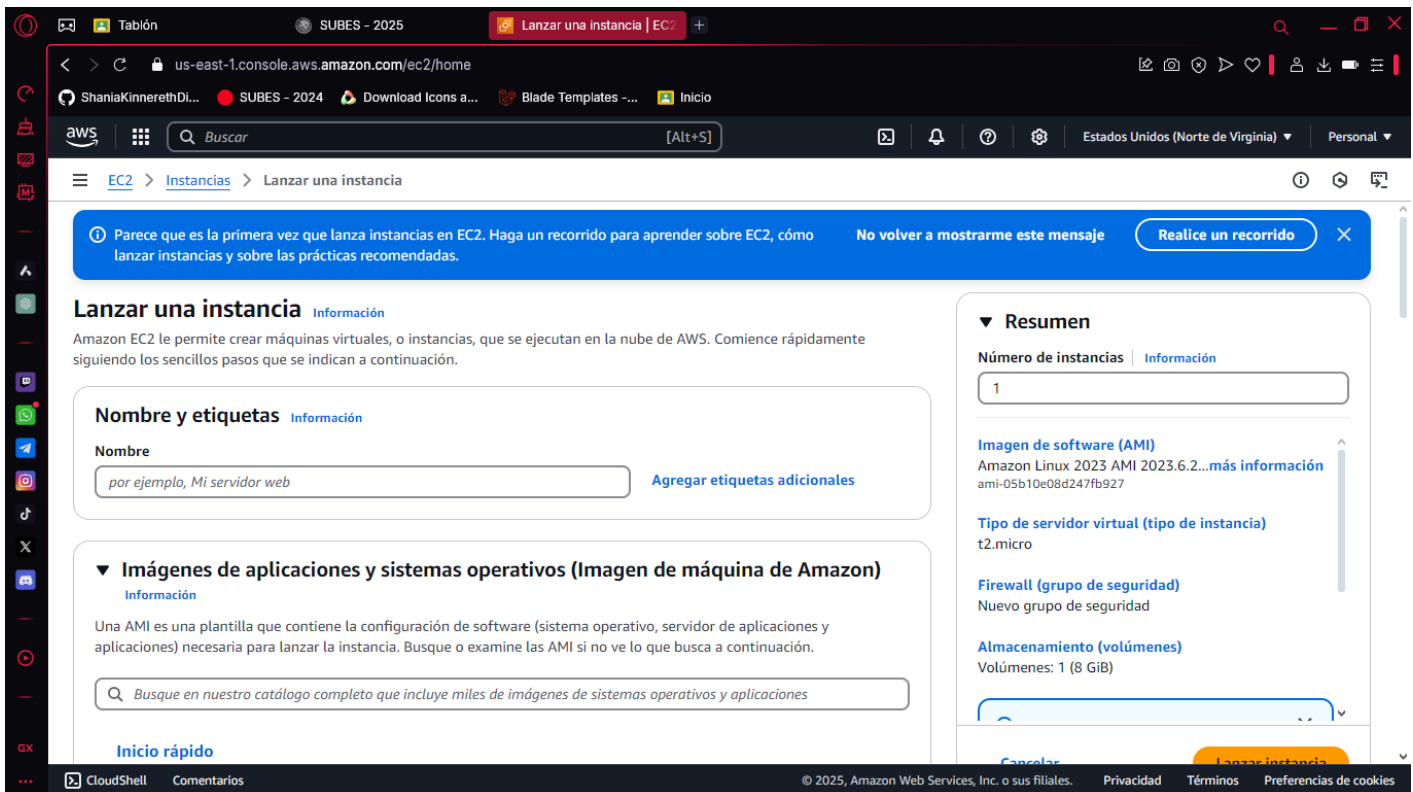 Tablón
SUBES - 2025
Lanzar una instancia | EC2
us-east-1.console.aws.amazon.com/ec2/home
ShaniaKinnerethDi...
SUBES - 2024
Download Icons a...
Blade Templates -...
Inicio
aws
Buscar
[Alt+S]
Estados Unidos (Norte de Virginia)
Personal
EC2 > Instancias > Lanzar una instancia
Parece que es la primera vez que lanza instancias en EC2. Haga un recorrido para aprender sobre EC2, cómo
lanzar instancias y sobre las prácticas recomendadas.
No volver a mostrarme este mensaje
Realice un recorrido
Lanzar una instancia Información
Amazon EC2 le permite crear máquinas virtuales, o instancias, que se ejecutan en la nube de AWS. Comience rápidamente
siguiendo los sencillos pasos que se indican a continuación.
Nombre y etiquetas Información
Nombre
por ejemplo, Mi servidor web
Agregar etiquetas adicionales
Imágenes de aplicaciones y sistemas operativos (Imagen de máquina de Amazon)
Información
Una AMI es una plantilla que contiene la configuración de software (sistema operativo, servidor de aplicaciones y
aplicaciones) necesaria para lanzar la instancia. Busque o examine las AMI si no ve lo que busca a continuación.
Busque en nuestro catálogo completo que incluye miles de imágenes de sistemas operativos y aplicaciones
Inicio rápido
Resumen
Número de instancias | Información
1
Imagen de software (AMI)
Amazon Linux 2023 AMI 2023.6.2...más información
ami-05b10e08d247fb927
Tipo de servidor virtual (tipo de instancia)
t2.micro
Firewall (grupo de seguridad)
Nuevo grupo de seguridad
Almacenamiento (volúmenes)
Volúmenes: 1 (8 GiB)
Cancelar
Lanzar instancia
GX
CloudShell
Comentarios
© 2025, Amazon Web Services, Inc. o sus filiales.
Privacidad
Términos
Preferencias de cookies